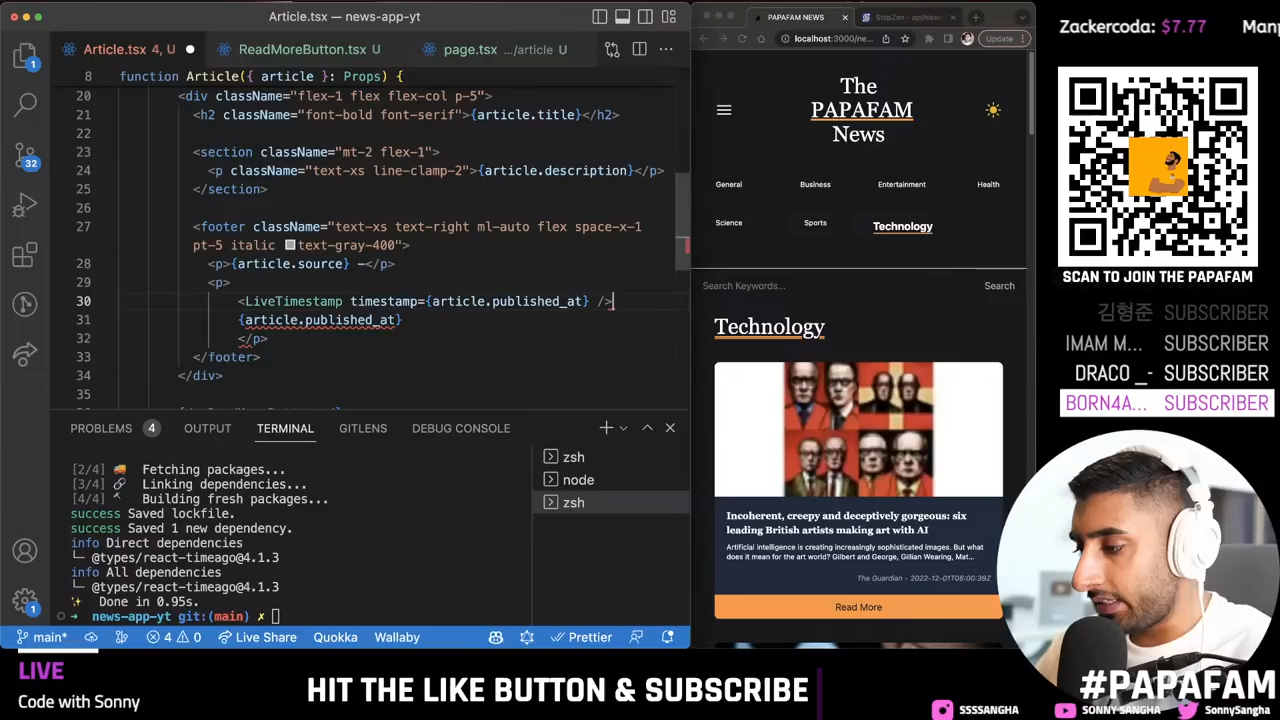 Article.tsx — news-app-yt
Article.tsx 4, U
ReadMoreButton.tsx U
page.tsx .../article U
8 function Article({ article }: Props) {
20 <div className="flex-1 flex flex-col p-5">
21 <h2 className="font-bold font-serif">{article.title}</h2>
22
23 <section className="mt-2 flex-1">
24 <p className="text-xs line-clamp-2">{article.description}</p>
25 </section>
26
27 <footer className="text-xs text-right ml-auto flex space-x-1
pt-5 italic text-gray-400">
28 <p>{article.source} —</p>
29 <p>
30 <LiveTimestamp timestamp={article.published_at} />
31 {article.published_at}
32 </p>
33 </footer>
34 </div>
35
PROBLEMS 4 OUTPUT TERMINAL GITLENS DEBUG CONSOLE
[2/4] 🚚 Fetching packages...
[3/4] 🔗 Linking dependencies...
[4/4] 🔨 Building fresh packages...
success Saved lockfile.
success Saved 1 new dependency.
info Direct dependencies
└─ @types/react-timeago@4.1.3
info All dependencies
└─ @types/react-timeago@4.1.3
✨ Done in 0.95s.
➜ news-app-yt git:(main) ✗
zsh
node
zsh
1
32
1
main* 4 0 Live Share Quokka Wallaby Prettier
PAPAFAM NEWS
StepZen - api/niss
localhost:3000/ne...
Update
The
PAPAFAM
News
General Business Entertainment Health
Science Sports Technology
Search Keywords... Search
Technology
Incoherent, creepy and deceptively gorgeous: six
leading British artists making art with AI
Artificial intelligence is creating increasingly sophisticated images. But what
does it mean for the art world? Gilbert and George, Gillian Wearing, Mat...
The Guardian - 2022-12-01T06:00:39Z
Read More
Zackercoda: $7.77 Man
SCAN TO JOIN THE PAPAFAM
김형준 SUBSCRIBER
IMAM M... SUBSCRIBER
DRACO _- SUBSCRIBER
BORN4A... SUBSCRIBER
LIVE
Code with Sonny
HIT THE LIKE BUTTON & SUBSCRIBE
#PAPAFAM
SSSSANGHA
SONNY SANGHA
SonnySangha